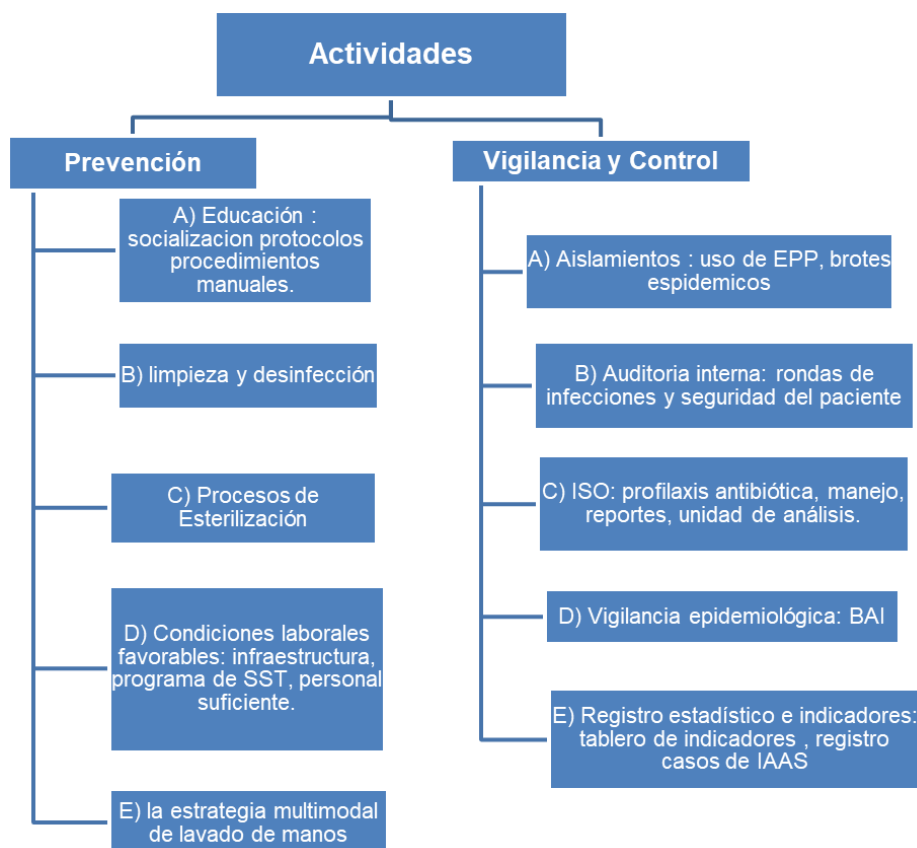 Actividades
Prevención
A) Educación :
socializacion protocolos
procedimientos
manuales.
B) limpieza y desinfección
C) Procesos de
Esterilización
D) Condiciones laborales
favorables: infraestructura,
programa de SST, personal
suficiente.
E) la estrategia multimodal
de lavado de manos
Vigilancia y Control
A) Aislamientos : uso de EPP, brotes
espidemicos
B) Auditoria interna: rondas de
infecciones y seguridad del paciente
C) ISO: profilaxis antibiótica, manejo,
reportes, unidad de análisis.
D) Vigilancia epidemiológica: BAI
E) Registro estadístico e indicadores:
tablero de indicadores , registro
casos de IAAS